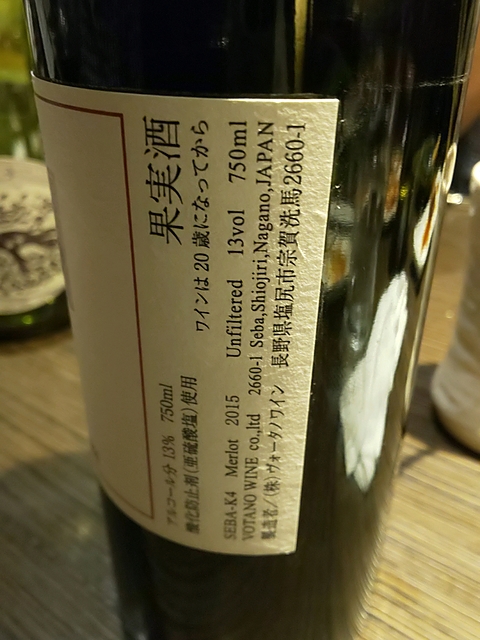 果実酒
ワインは20歳になってから
アルコール分13% 750ml
酸化防止剤(亜硫酸塩)使用
Unfiltered 13vol 750ml
SEBA-K4 Merlot 2015
VOTANO WINE co.,ltd 2660-1 Seba,Shiojiri,Nagano,JAPAN
製造者/(株)ヴォータノワイン 長野県塩尻市宗賀洗馬2660-1